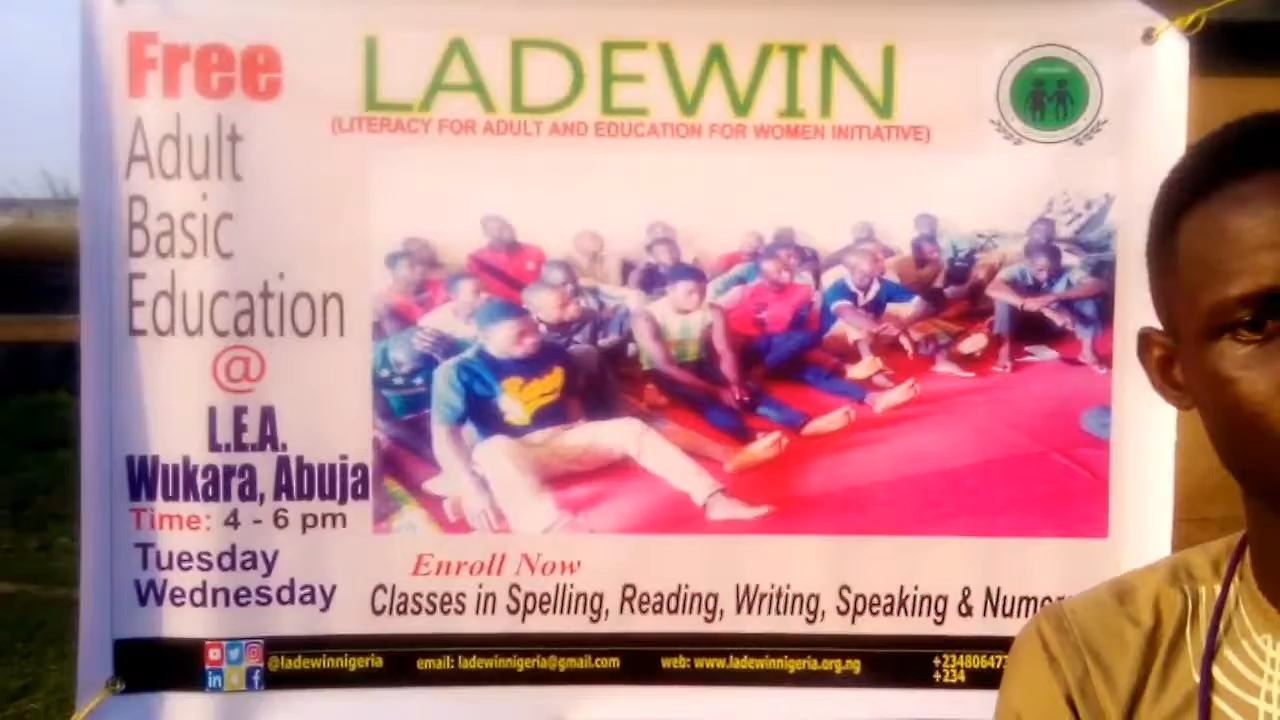 Free
Adult
Basic
Education
@
L.E.A.
Wukara, Abuja
Time: 4 - 6 pm
Tuesday
Wednesday
LADEWIN
(LITERACY FOR ADULT AND EDUCATION FOR WOMEN INITIATIVE)
Enroll Now
Classes in Spelling, Reading, Writing, Speaking &
@ladewinnigeria email: ladewinnigeria@gmail.com web: www.ladewinnigeria.org.ng
+234